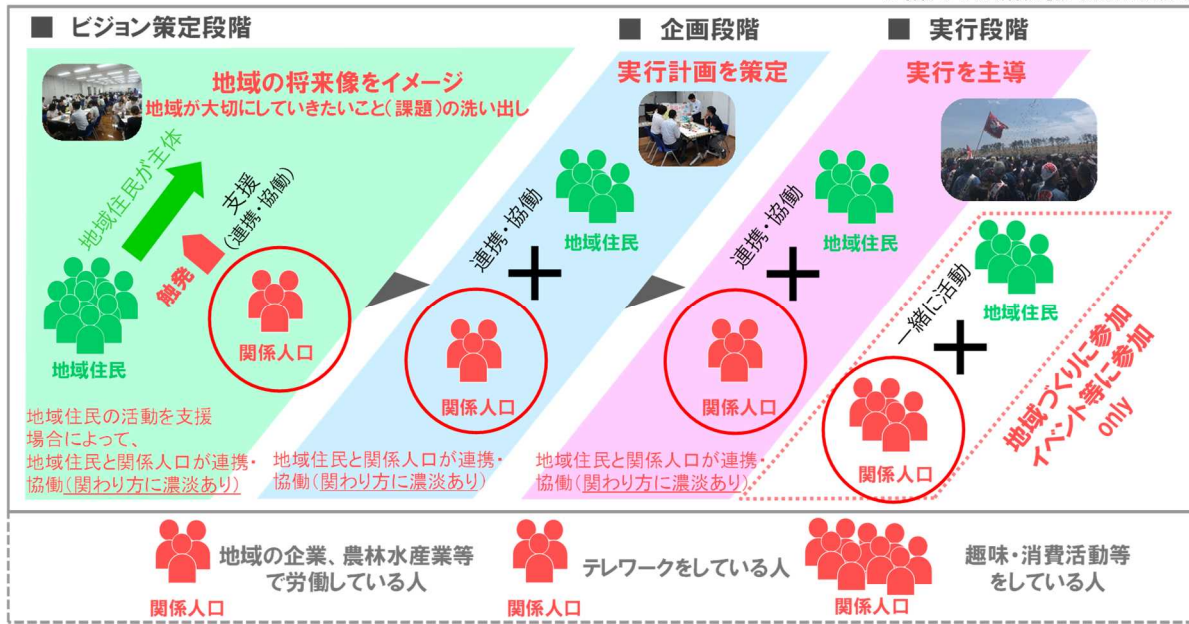 ■ ビジョン策定段階
地域の将来像をイメージ
地域が大切にしていきたいこと(課題)の洗い出し
地域住民が主体
支援
(連携・協働)
触発
地域住民
関係人口
地域住民の活動を支援
場合によって、
地域住民と関係人口が連携・
協働(関わり方に濃淡あり)
■ 企画段階
実行計画を策定
連携・協働
地域住民
関係人口
地域住民と関係人口が連携・
協働(関わり方に濃淡あり)
■ 実行段階
実行を主導
連携・協働
地域住民
関係人口
地域住民と関係人口が連携・
協働(関わり方に濃淡あり)
一緒に活動
地域住民
関係人口
地域づくりに参加
イベント等に参加
only
関係人口
地域の企業、農林水産業等
で労働している人
関係人口
テレワークをしている人
関係人口
趣味・消費活動等
をしている人